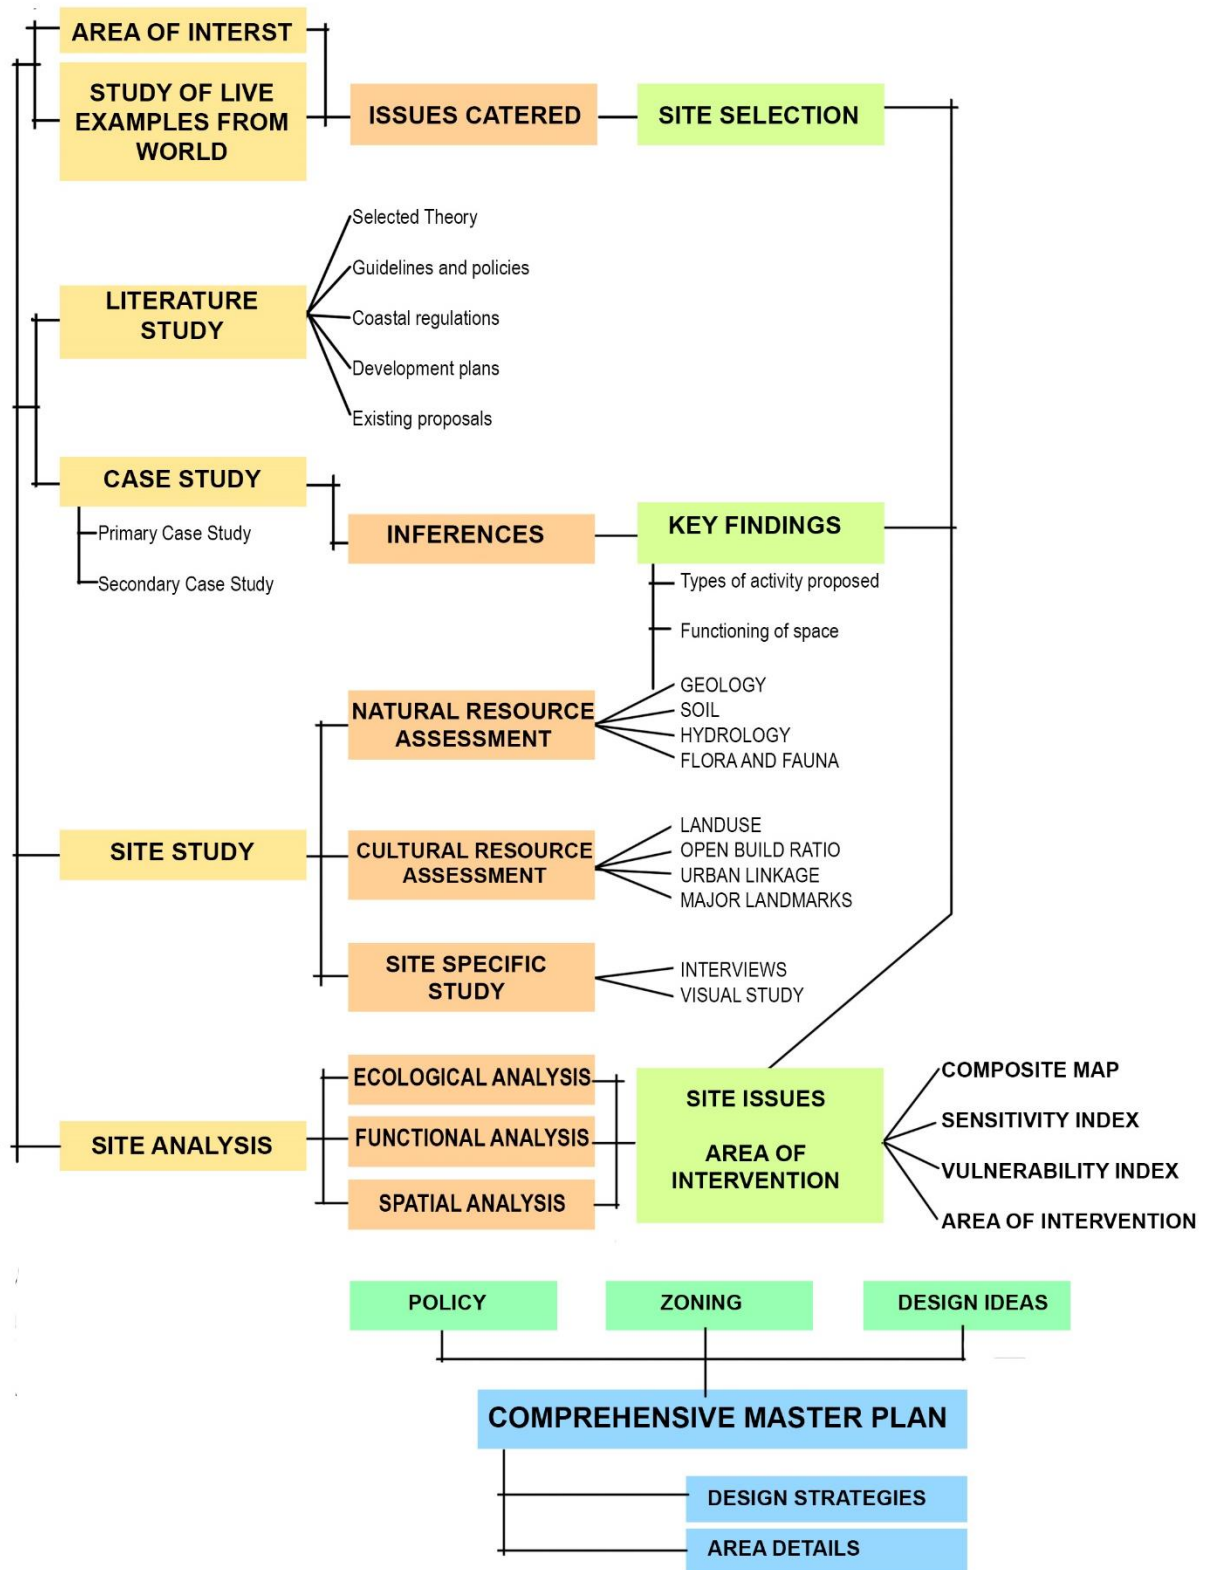 AREA OF INTERST
STUDY OF LIVE
EXAMPLES FROM
WORLD
ISSUES CATERED
SITE SELECTION
LITERATURE
STUDY
Selected Theory
Guidelines and policies
Coastal regulations
Development plans
Existing proposals
CASE STUDY
Primary Case Study
Secondary Case Study
INFERENCES
KEY FINDINGS
Types of activity proposed
Functioning of space
SITE STUDY
NATURAL RESOURCE
ASSESSMENT
GEOLOGY
SOIL
HYDROLOGY
FLORA AND FAUNA
CULTURAL RESOURCE
ASSESSMENT
LANDUSE
OPEN BUILD RATIO
URBAN LINKAGE
MAJOR LANDMARKS
SITE SPECIFIC
STUDY
INTERVIEWS
VISUAL STUDY
SITE ANALYSIS
ECOLOGICAL ANALYSIS
FUNCTIONAL ANALYSIS
SPATIAL ANALYSIS
SITE ISSUES
AREA OF
INTERVENTION
COMPOSITE MAP
SENSITIVITY INDEX
VULNERABILITY INDEX
AREA OF INTERVENTION
POLICY
ZONING
DESIGN IDEAS
COMPREHENSIVE MASTER PLAN
DESIGN STRATEGIES
AREA DETAILS